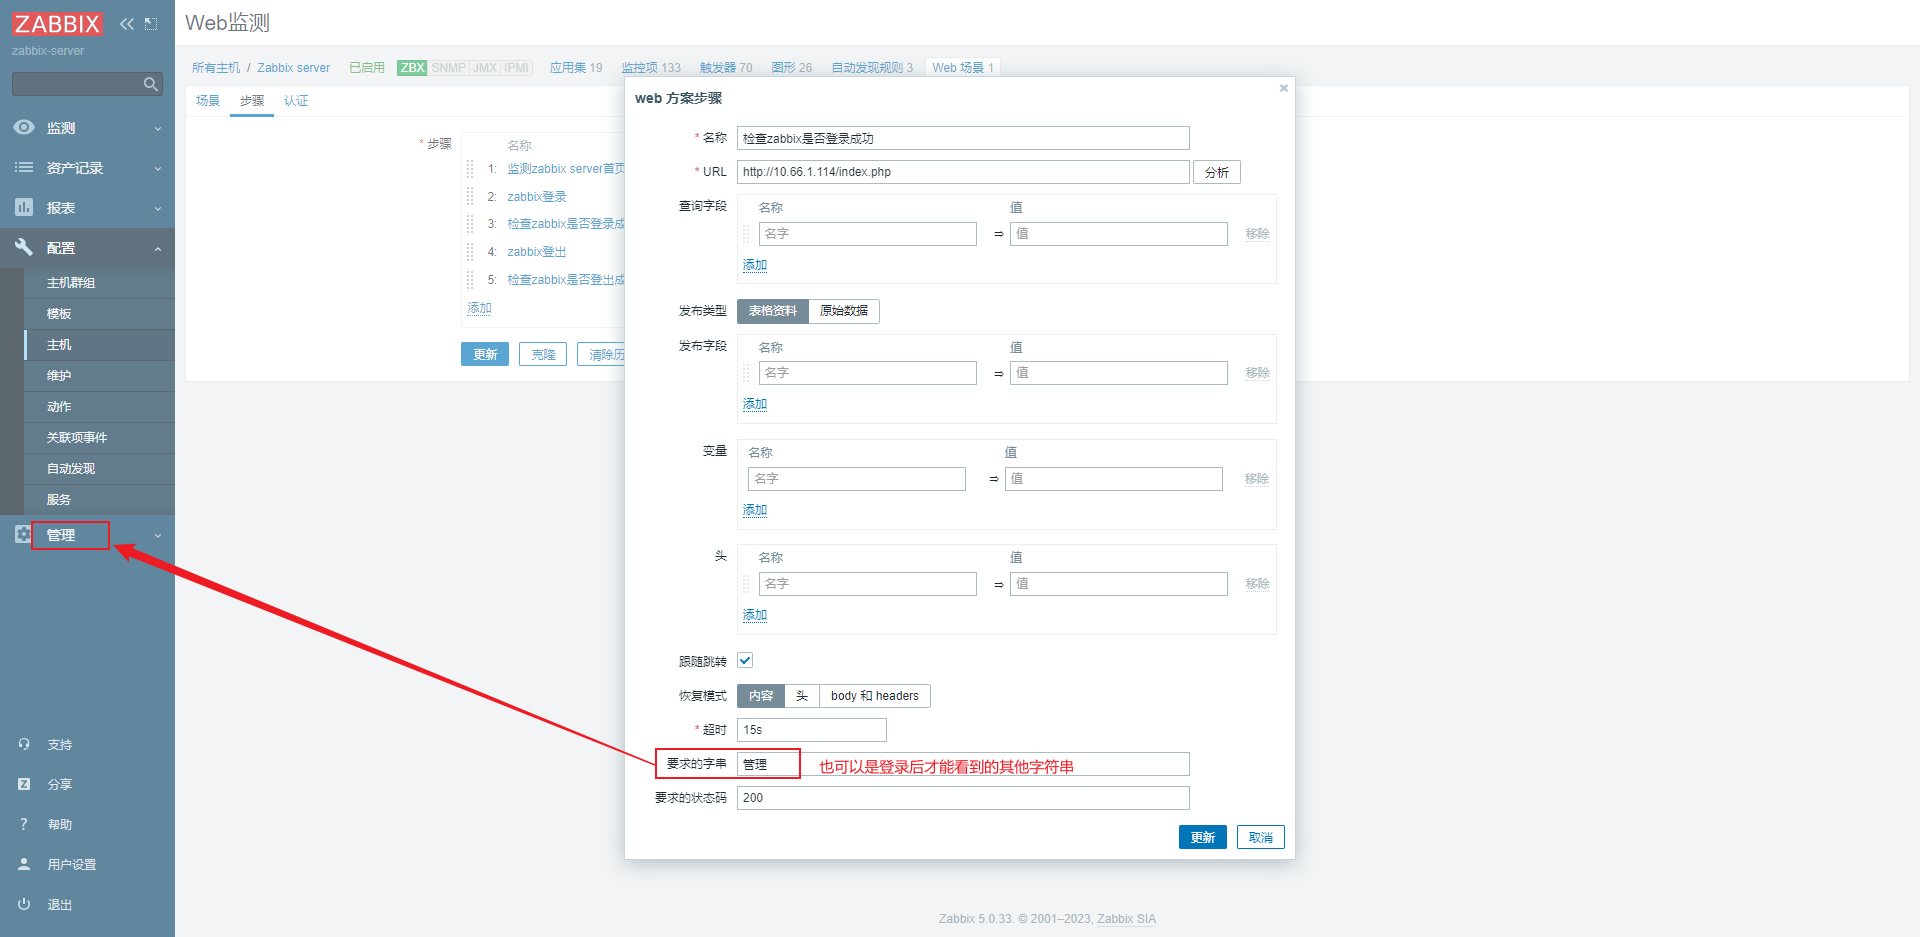 ZABBIX
zabbix-server
监测
资产记录
报表
配置
主机群组
模板
主机
维护
动作
关联项事件
自动发现
服务
管理
支持
分享
帮助
用户设置
退出
Web监测
所有主机 / Zabbix server 已启用 ZBX SNMP JMX IPMI 应用集 19 监控项 133 触发器 70 图形 26 自动发现规则 3 Web 场景 1
场景 步骤 认证
* 步骤 名称
1: 监测zabbix server首页
2: zabbix登录
3: 检查zabbix是否登录成
4: zabbix登出
5: 检查zabbix是否登出成
添加
更新 克隆 清除历
web 方案步骤
* 名称 检查zabbix是否登录成功
* URL http://10.66.1.114/index.php 分析
查询字段 名称 值
名字 ⇒ 值 移除
添加
发布类型 表格资料 原始数据
发布字段 名称 值
名字 ⇒ 值 移除
添加
变量 名称 值
名字 ⇒ 值 移除
添加
头 名称 值
名字 ⇒ 值 移除
添加
跟随跳转
恢复模式 内容 头 body 和 headers
* 超时 15s
要求的字串 管理 也可以是登录后才能看到的其他字符串
要求的状态码 200
更新 取消
Zabbix 5.0.33. © 2001–2023, Zabbix SIA